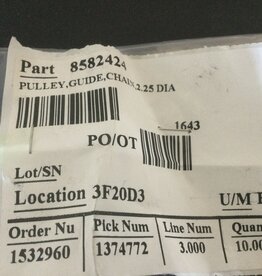 Part 8582424
PULLEY,GUIDE,CHAIN,2.25 DIA
1643
PO/OT
Lot/SN
Location 3F20D3 U/M
Order Nu Pick Num Line Num Quan
1532960 1374772 3.000 10.00